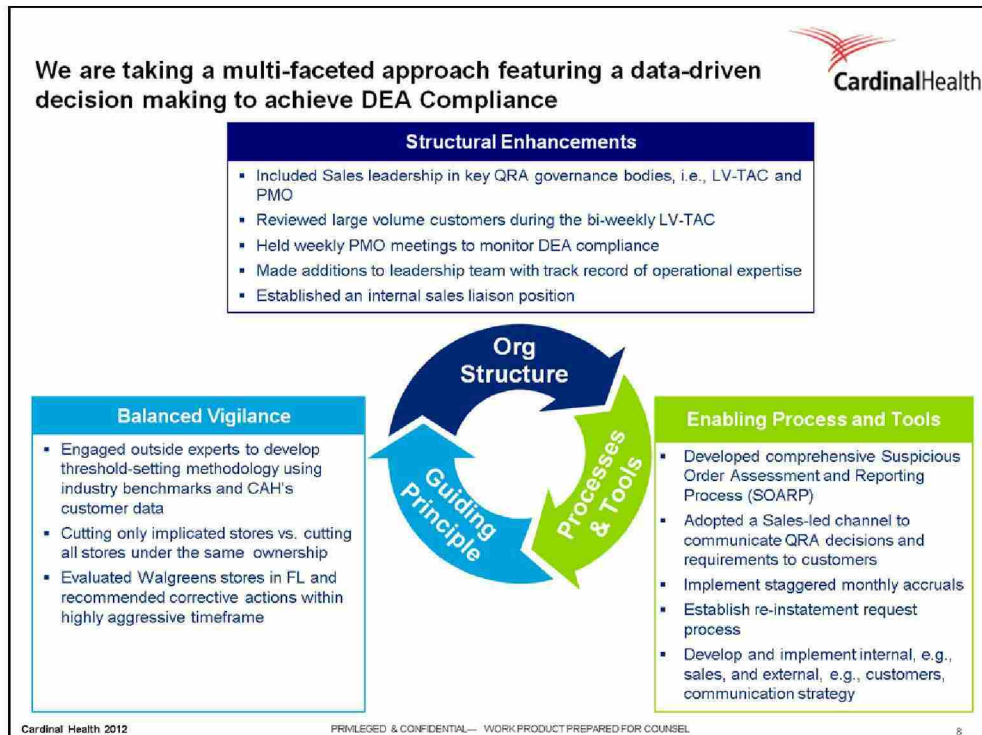 We are taking a multi-faceted approach featuring a data-driven
decision making to achieve DEA Compliance
CardinalHealth
Structural Enhancements
▪ Included Sales leadership in key QRA governance bodies, i.e., LV-TAC and
PMO
▪ Reviewed large volume customers during the bi-weekly LV-TAC
▪ Held weekly PMO meetings to monitor DEA compliance
▪ Made additions to leadership team with track record of operational expertise
▪ Established an internal sales liaison position
Org
Structure
Processes
& Tools
Guiding
Principle
Balanced Vigilance
▪ Engaged outside experts to develop
threshold-setting methodology using
industry benchmarks and CAH's
customer data
▪ Cutting only implicated stores vs. cutting
all stores under the same ownership
▪ Evaluated Walgreens stores in FL and
recommended corrective actions within
highly aggressive timeframe
Enabling Process and Tools
▪ Developed comprehensive Suspicious
Order Assessment and Reporting
Process (SOARP)
▪ Adopted a Sales-led channel to
communicate QRA decisions and
requirements to customers
▪ Implement staggered monthly accruals
▪ Establish re-instatement request
process
▪ Develop and implement internal, e.g.,
sales, and external, e.g., customers,
communication strategy
Cardinal Health 2012
PRIVILEGED & CONFIDENTIAL— WORK PRODUCT PREPARED FOR COUNSEL
8